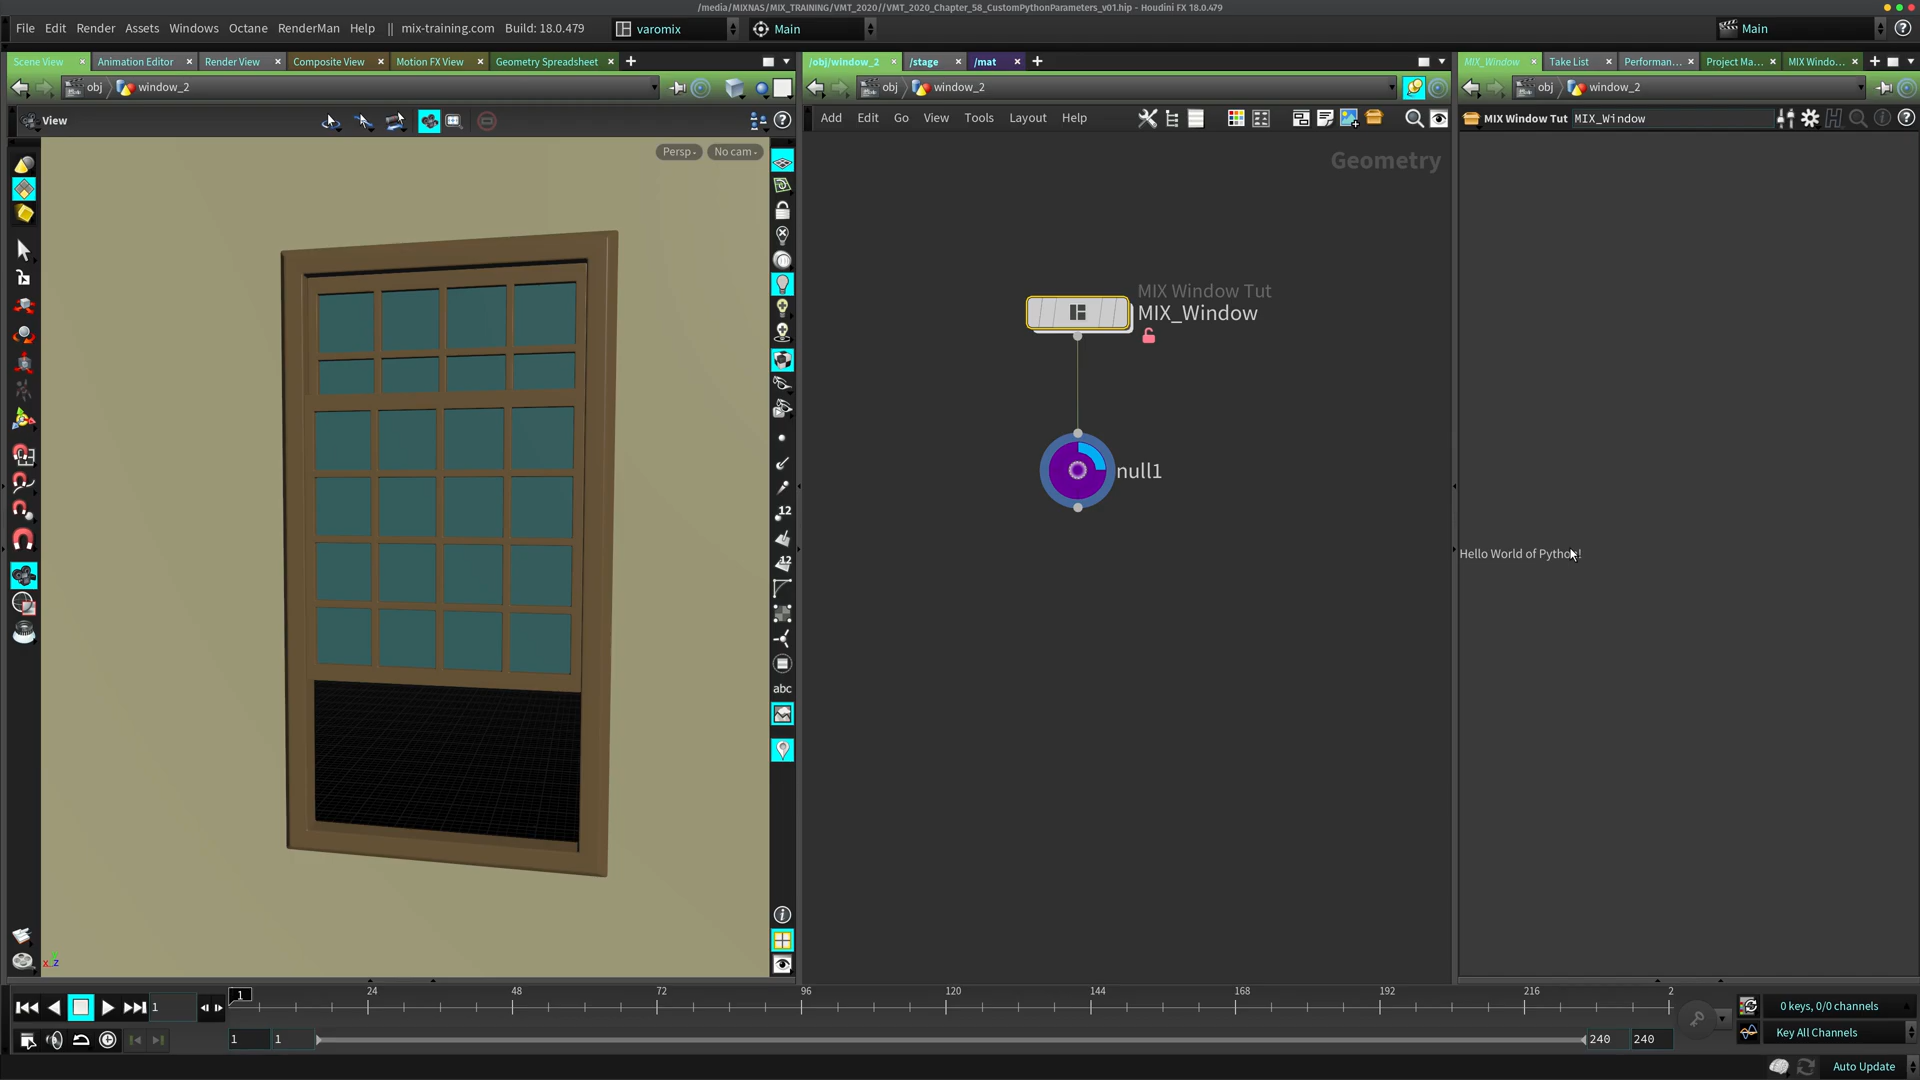 /media/MIXNAS/MIX_TRAINING/VMT_2020//VMT_2020_Chapter_58_CustomPythonParameters_v01.hip - Houdini FX 18.0.479
File Edit Render Assets Windows Octane RenderMan Help || mix-training.com Build: 18.0.479 varomix Main Main
Scene View Animation Editor Render View Composite View Motion FX View Geometry Spreadsheet
/obj/window_2 /stage /mat
MIX_Window Take List Performan... Project Ma... MIX Windo...
obj window_2
obj window_2
obj window_2
View
Add Edit Go View Tools Layout Help
MIX Window Tut MIX_Window
Persp No cam
Geometry
MIX Window Tut
MIX_Window
null1
12
12
abc
Hello World of Python!
x z
1
1 24 48 72 96 120 144 168 192 216 2
0 keys, 0/0 channels
1 1 240 240
Key All Channels
Auto Update